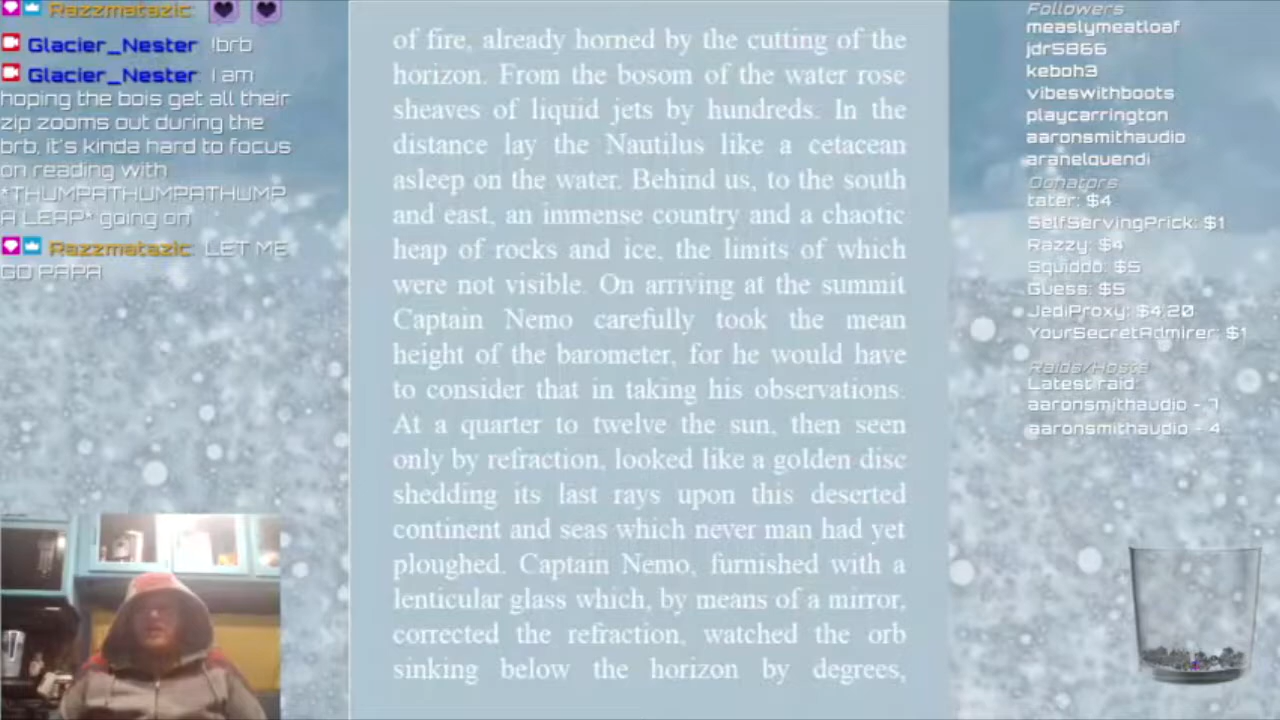 Razzmatazic:
Glacier_Nester: !brb
Glacier_Nester: I am
hoping the bois get all their
zip zooms out during the
brb, it's kinda hard to focus
on reading with
*THUMPATHUMPATHUMP
A LEAP* going on
Razzmatazic: LET ME
GO PAPA
of fire, already horned by the cutting of the
horizon. From the bosom of the water rose
sheaves of liquid jets by hundreds. In the
distance lay the Nautilus like a cetacean
asleep on the water. Behind us, to the south
and east, an immense country and a chaotic
heap of rocks and ice, the limits of which
were not visible. On arriving at the summit
Captain Nemo carefully took the mean
height of the barometer, for he would have
to consider that in taking his observations.
At a quarter to twelve the sun, then seen
only by refraction, looked like a golden disc
shedding its last rays upon this deserted
continent and seas which never man had yet
ploughed. Captain Nemo, furnished with a
lenticular glass which, by means of a mirror,
corrected the refraction, watched the orb
sinking below the horizon by degrees,
Followers
measlymeatloaf
jdr5866
keboh3
vibeswithboots
playcarrington
aaronsmithaudio
aranelquendi
Donators
tater: $4
SelfServingPrick: $1
Razzy: $4
Squidoo: $5
Guess: $5
JediProxy: $4.20
YourSecretAdmirer: $1
Raids/Hosts
Latest raid:
aaronsmithaudio - 7
aaronsmithaudio - 4